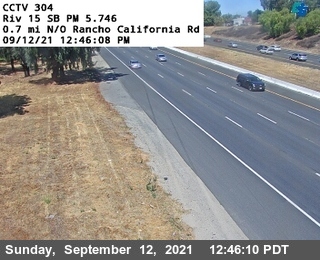 CCTV 304
Riv 15 SB PM 5.746
0.7 mi N/O Rancho California Rd
09/12/21 12:46:08 PM
Sunday, September 12, 2021 12:46:10 PDT